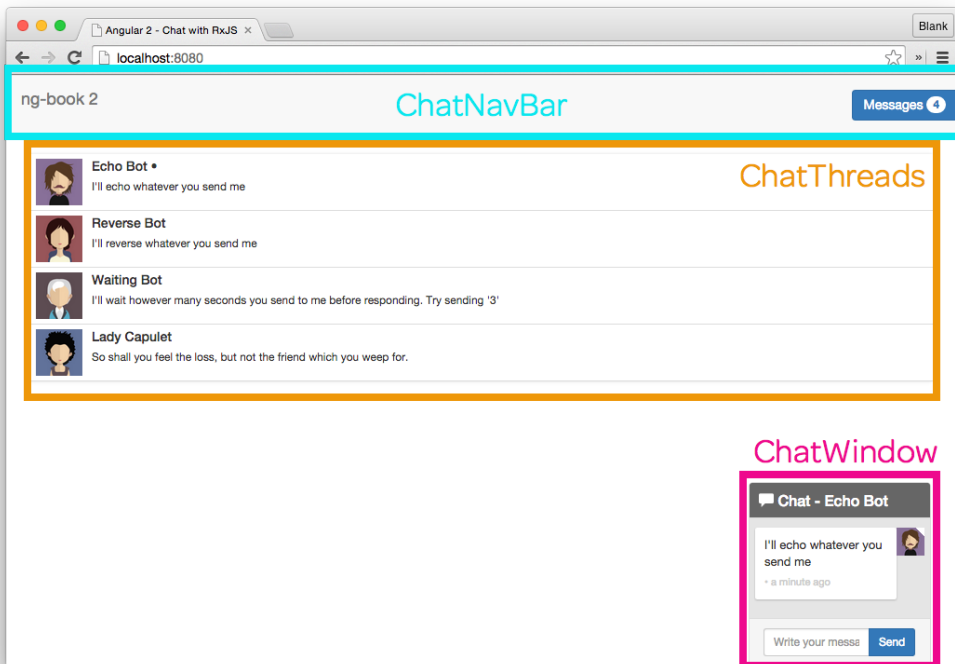 Angular 2 - Chat with RxJS
Blank
localhost:8080
ng-book 2
ChatNavBar
Messages 4
Echo Bot •
I'll echo whatever you send me
ChatThreads
Reverse Bot
I'll reverse whatever you send me
Waiting Bot
I'll wait however many seconds you send to me before responding. Try sending '3'
Lady Capulet
So shall you feel the loss, but not the friend which you weep for.
ChatWindow
Chat - Echo Bot
I'll echo whatever you
send me
• a minute ago
Write your messa
Send